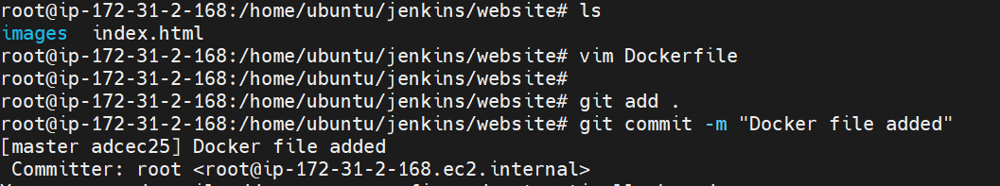 root@ip-172-31-2-168:/home/ubuntu/jenkins/website# ls
images  index.html
root@ip-172-31-2-168:/home/ubuntu/jenkins/website# vim Dockerfile
root@ip-172-31-2-168:/home/ubuntu/jenkins/website#
root@ip-172-31-2-168:/home/ubuntu/jenkins/website# git add .
root@ip-172-31-2-168:/home/ubuntu/jenkins/website# git commit -m "Docker file added"
[master adcec25] Docker file added
 Committer: root <root@ip-172-31-2-168.ec2.internal>